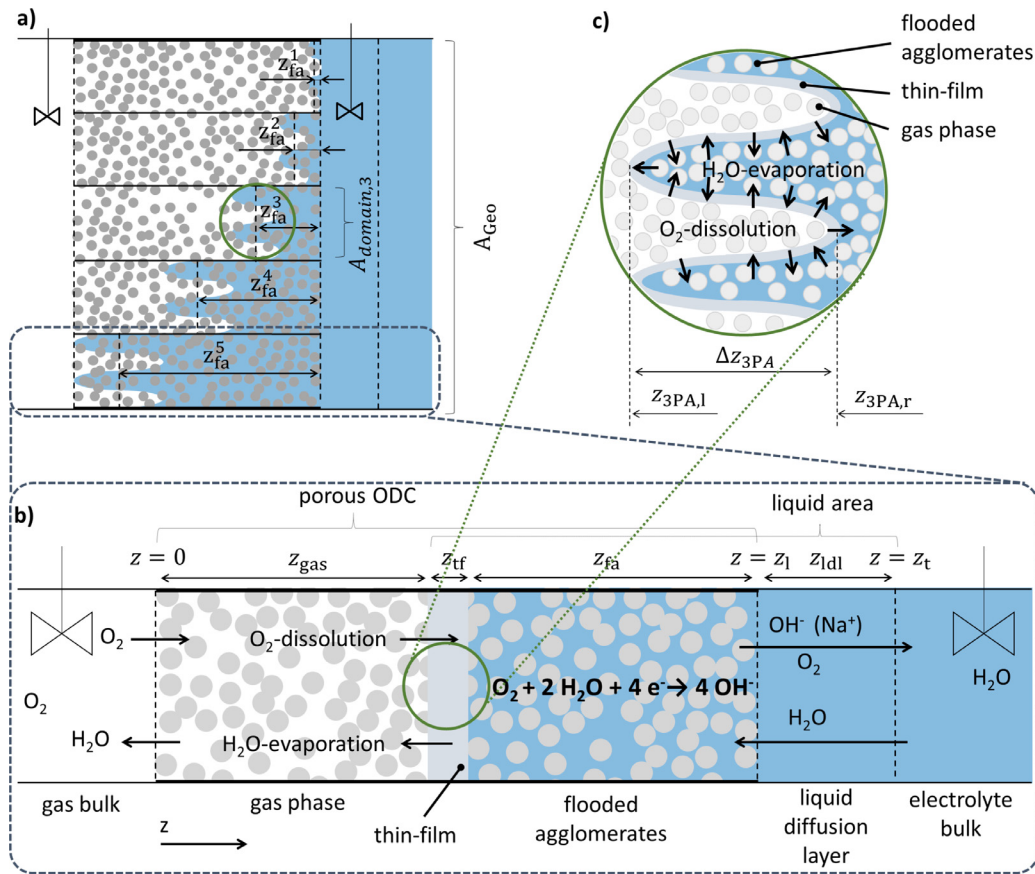 a)
z_fa^1
z_fa^2
z_fa^3
z_fa^4
z_fa^5
A_domain,3
A_Geo
c)
flooded
agglomerates
thin-film
gas phase
H₂O-evaporation
O₂-dissolution
Δz_3PA
z_3PA,l
z_3PA,r
b)
porous ODC
liquid area
z = 0
z_gas
z_tf
z_fa
z = z_l
z_ldl
z = z_t
O₂
O₂-dissolution
OH⁻ (Na⁺)
O₂
O₂
O₂ + 2 H₂O + 4 e⁻→ 4 OH⁻
H₂O
H₂O
H₂O
H₂O-evaporation
gas bulk
gas phase
thin-film
flooded
agglomerates
liquid
diffusion
layer
electrolyte
bulk
z